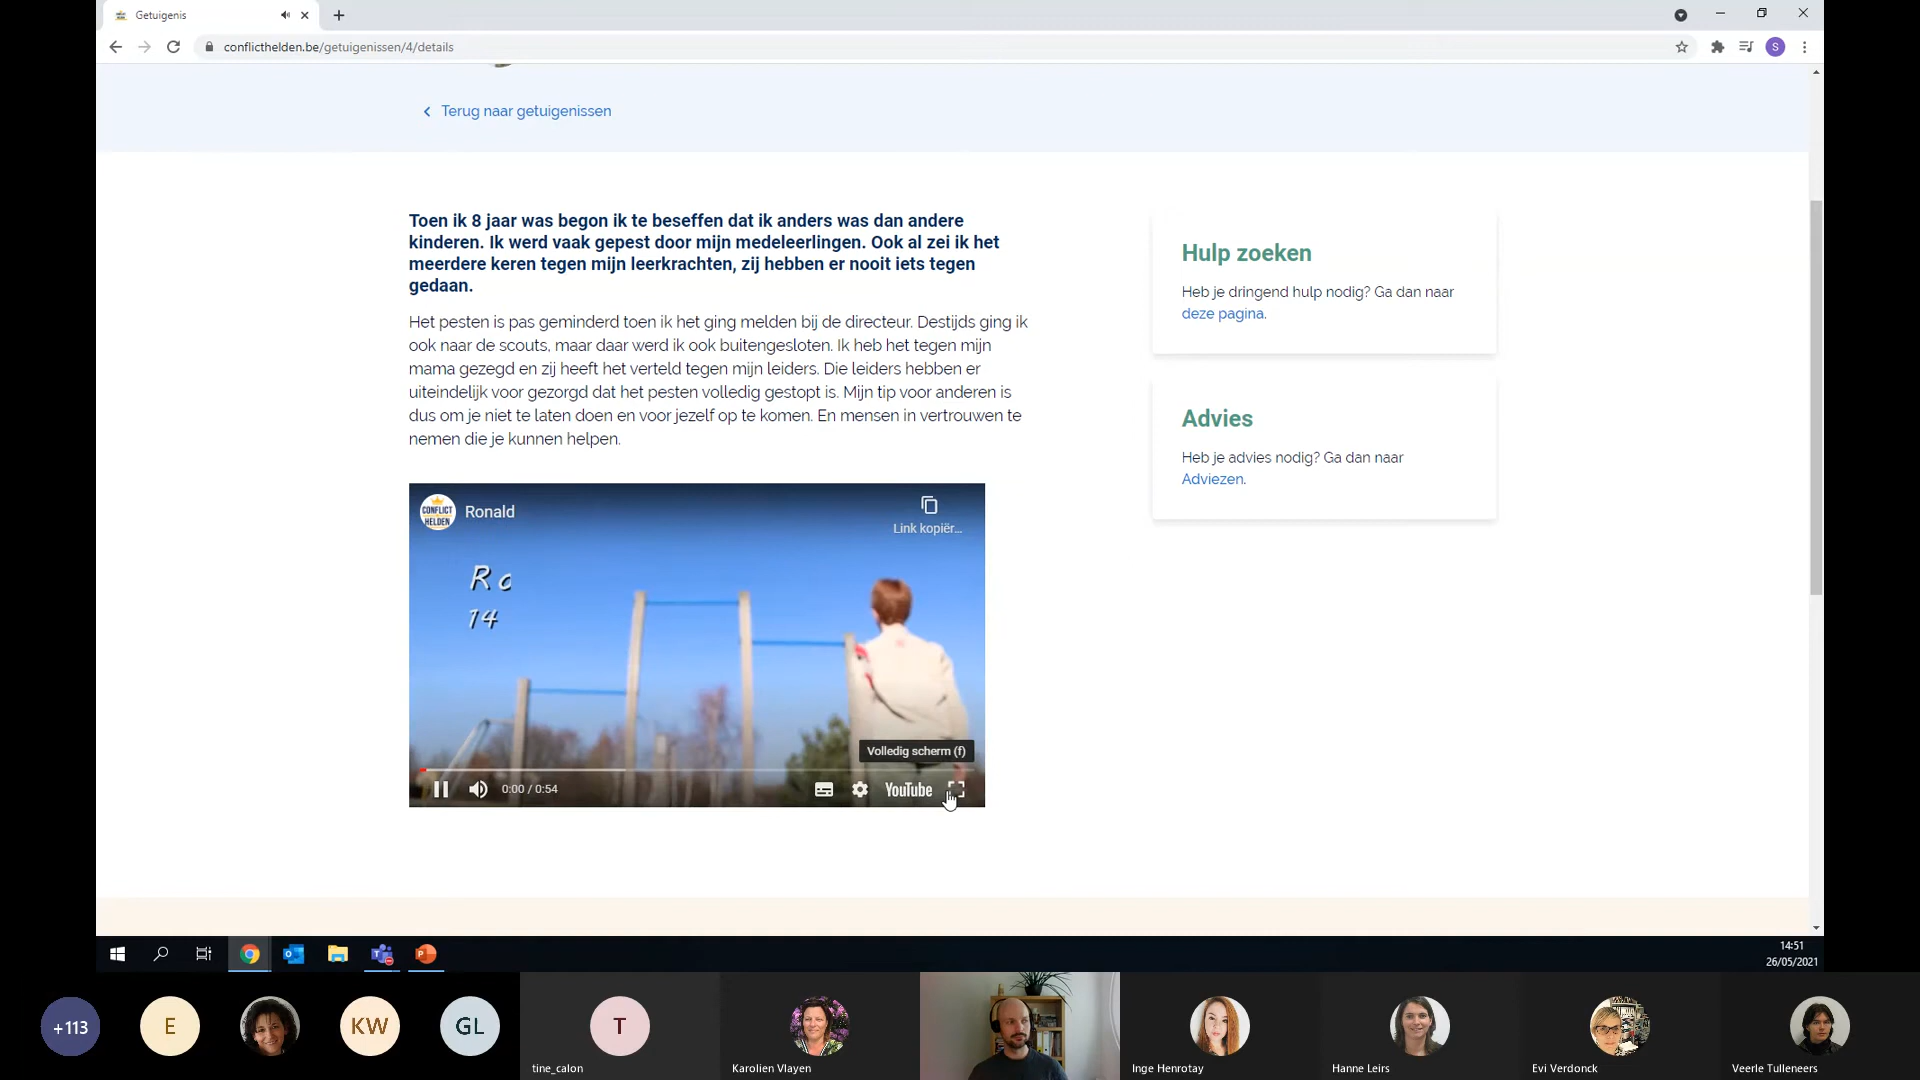 Getuigenis
conflicthelden.be/getuigenissen/4/details
S
Terug naar getuigenissen
Toen ik 8 jaar was begon ik te beseffen dat ik anders was dan andere
kinderen. Ik werd vaak gepest door mijn medeleerlingen. Ook al zei ik het
meerdere keren tegen mijn leerkrachten, zij hebben er nooit iets tegen
gedaan.
Het pesten is pas geminderd toen ik het ging melden bij de directeur. Destijds ging ik
ook naar de scouts, maar daar werd ik ook buitengesloten. Ik heb het tegen mijn
mama gezegd en zij heeft het verteld tegen mijn leiders. Die leiders hebben er
uiteindelijk voor gezorgd dat het pesten volledig gestopt is. Mijn tip voor anderen is
dus om je niet te laten doen en voor jezelf op te komen. En mensen in vertrouwen te
nemen die je kunnen helpen.
Hulp zoeken
Heb je dringend hulp nodig? Ga dan naar
deze pagina.
Advies
Heb je advies nodig? Ga dan naar
Adviezen.
CONFLICT
HELDEN
Ronald
Link kopiër...
Ro
14
Volledig scherm (f)
0:00 / 0:54
YouTube
14:51
26/05/2021
+113
E
KW
GL
T
tine_calon
Karolien Vlayen
Inge Henrotay
Hanne Leirs
Evi Verdonck
Veerle Tulleneers